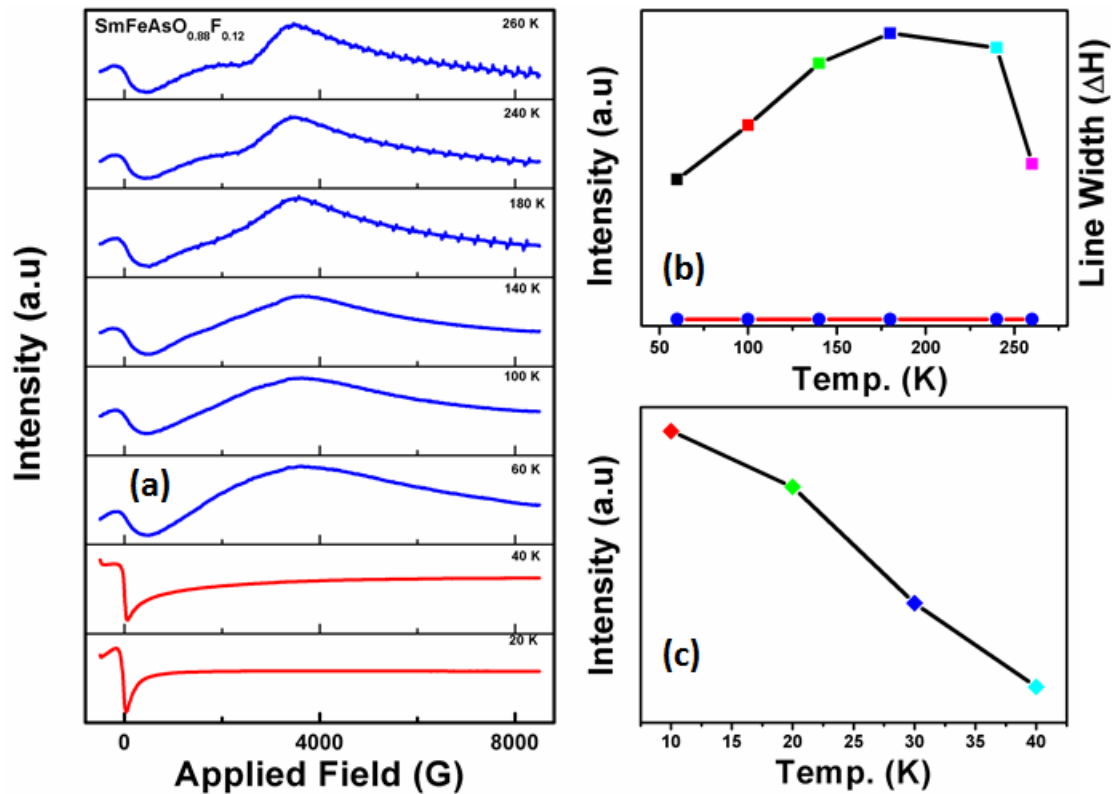 SmFeAsO0.88F0.12
260 K
240 K
180 K
140 K
100 K
60 K
40 K
20 K
(a)
Intensity (a.u)
0 4000 8000
Applied Field (G)
Intensity (a.u)
Line Width (ΔH)
(b)
50 100 150 200 250
Temp. (K)
Intensity (a.u)
(c)
10 15 20 25 30 35 40
Temp. (K)